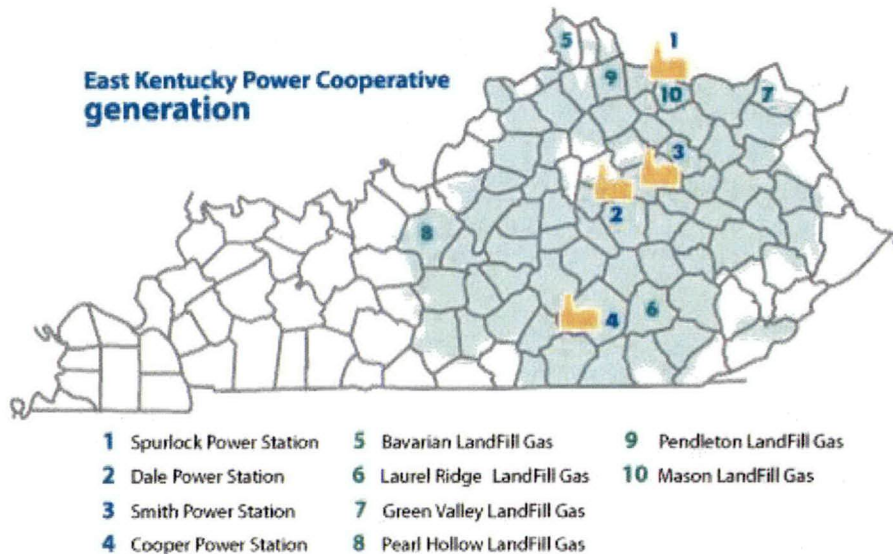 East Kentucky Power Cooperative
generation
5
1
9
10
7
3
2
8
4
6
1 Spurlock Power Station
2 Dale Power Station
3 Smith Power Station
4 Cooper Power Station
5 Bavarian LandFill Gas
6 Laurel Ridge LandFill Gas
7 Green Valley LandFill Gas
8 Pearl Hollow LandFill Gas
9 Pendleton LandFill Gas
10 Mason LandFill Gas